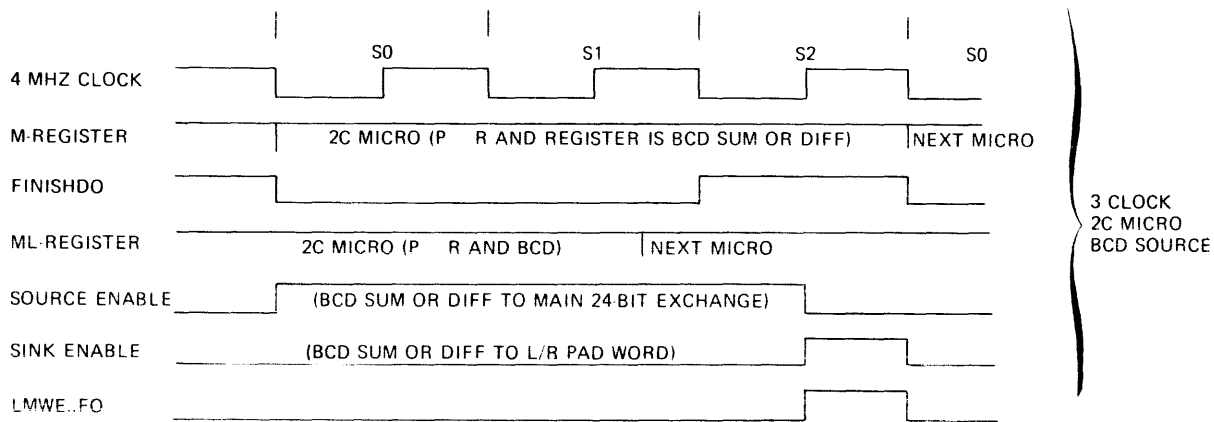 S0 S1 S2 S0
4 MHZ CLOCK
M-REGISTER 2C MICRO (P R AND REGISTER IS BCD SUM OR DIFF) NEXT MICRO
FINISHDO
3 CLOCK
2C MICRO
BCD SOURCE
ML-REGISTER 2C MICRO (P R AND BCD) NEXT MICRO
SOURCE ENABLE (BCD SUM OR DIFF TO MAIN 24-BIT EXCHANGE)
SINK ENABLE (BCD SUM OR DIFF TO L/R PAD WORD)
LMWE..FO